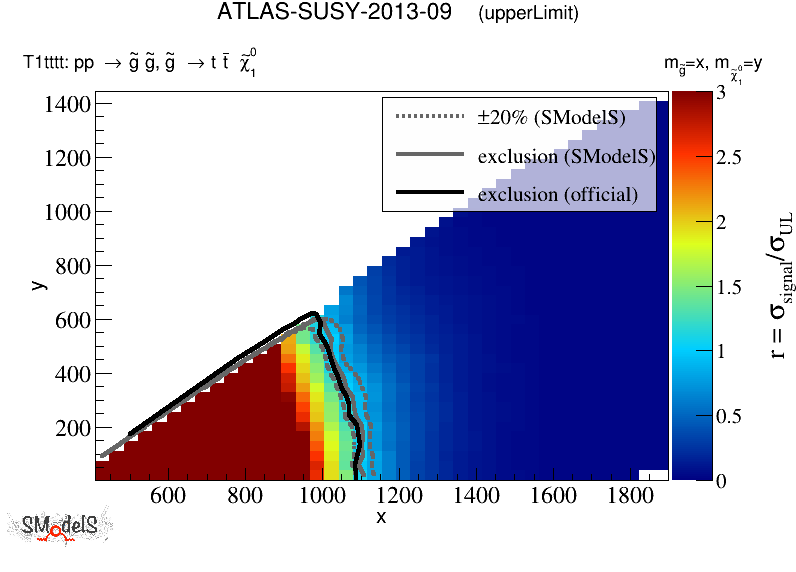 ATLAS-SUSY-2013-09 (upperLimit)
T1tttt: pp → g̃ g̃, g̃ → t t̄ χ̃₁⁰
m_g̃=x, m_χ̃₁⁰=y
±20% (SModelS)
exclusion (SModelS)
exclusion (official)
1400
1200
1000
800
600
400
200
y
600
800
1000
1200
1400
1600
1800
x
3
2.5
2
1.5
1
0.5
0
r = σ_signal/σ_UL
SModelS